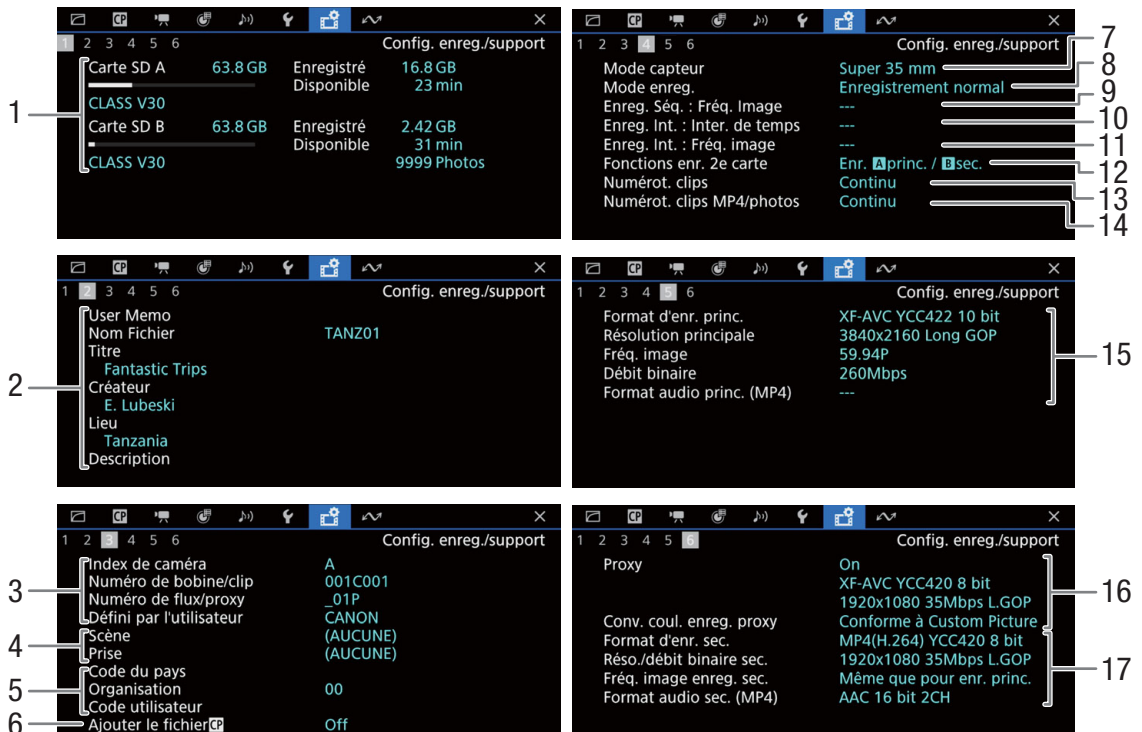 CP
1 2 3 4 5 6 Config. enreg./support
1
Carte SD A 63.8 GB Enregistré 16.8 GB
Disponible 23 min
CLASS V30
Carte SD B 63.8 GB Enregistré 2.42 GB
Disponible 31 min
CLASS V30 9999 Photos
CP
1 2 3 4 5 6 Config. enreg./support
2
User Memo
Nom Fichier TANZ01
Titre
Fantastic Trips
Créateur
E. Lubeski
Lieu
Tanzania
Description
CP
1 2 3 4 5 6 Config. enreg./support
3
Index de caméra A
Numéro de bobine/clip 001C001
Numéro de flux/proxy _01P
Défini par l'utilisateur CANON
4
Scène (AUCUNE)
Prise (AUCUNE)
5
Code du pays
Organisation 00
Code utilisateur
6
Ajouter le fichier CP Off
CP
1 2 3 4 5 6 Config. enreg./support
Mode capteur Super 35 mm 7
Mode enreg. Enregistrement normal 8
Enreg. Séq. : Fréq. Image --- 9
Enreg. Int. : Inter. de temps --- 10
Enreg. Int. : Fréq. image --- 11
Fonctions enr. 2e carte Enr. A princ. / B sec. 12
Numérot. clips Continu 13
Numérot. clips MP4/photos Continu 14
CP
1 2 3 4 5 6 Config. enreg./support
Format d'enr. princ. XF-AVC YCC422 10 bit
Résolution principale 3840x2160 Long GOP
Fréq. image 59.94P
Débit binaire 260Mbps
Format audio princ. (MP4) ---
15
CP
1 2 3 4 5 6 Config. enreg./support
Proxy On
XF-AVC YCC420 8 bit
1920x1080 35Mbps L.GOP
Conv. coul. enreg. proxy Conforme à Custom Picture
16
Format d'enr. sec. MP4(H.264) YCC420 8 bit
Réso./débit binaire sec. 1920x1080 35Mbps L.GOP
Fréq. image enreg. sec. Même que pour enr. princ.
Format audio sec. (MP4) AAC 16 bit 2CH
17